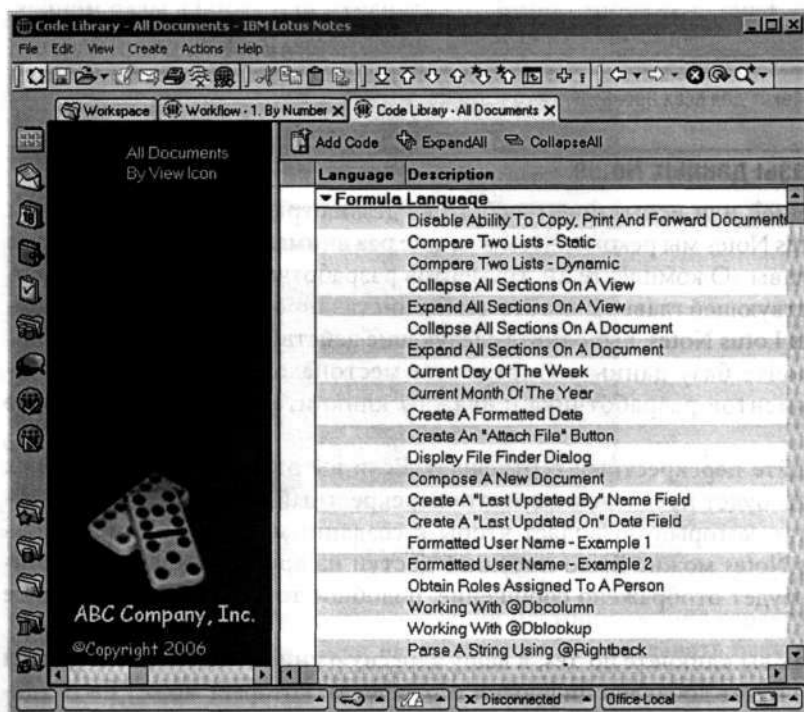 Code Library - All Documents - IBM Lotus Notes
File Edit View Create Actions Help
Workspace Workflow - 1. By Number Code Library - All Documents
All Documents
By View Icon
Add Code ExpandAll CollapseAll
Language Description
Formula Language
Disable Ability To Copy, Print And Forward Documents
Compare Two Lists - Static
Compare Two Lists - Dynamic
Collapse All Sections On A View
Expand All Sections On A View
Collapse All Sections On A Document
Expand All Sections On A Document
Current Day Of The Week
Current Month Of The Year
Create A Formatted Date
Create An "Attach File" Button
Display File Finder Dialog
Compose A New Document
Create A "Last Updated By" Name Field
Create A "Last Updated On" Date Field
Formatted User Name - Example 1
Formatted User Name - Example 2
Obtain Roles Assigned To A Person
Working With @Dbcolumn
Working With @Dblookup
Parse A String Using @Rightback
ABC Company, Inc.
©Copyright 2006
Disconnected Office-Local